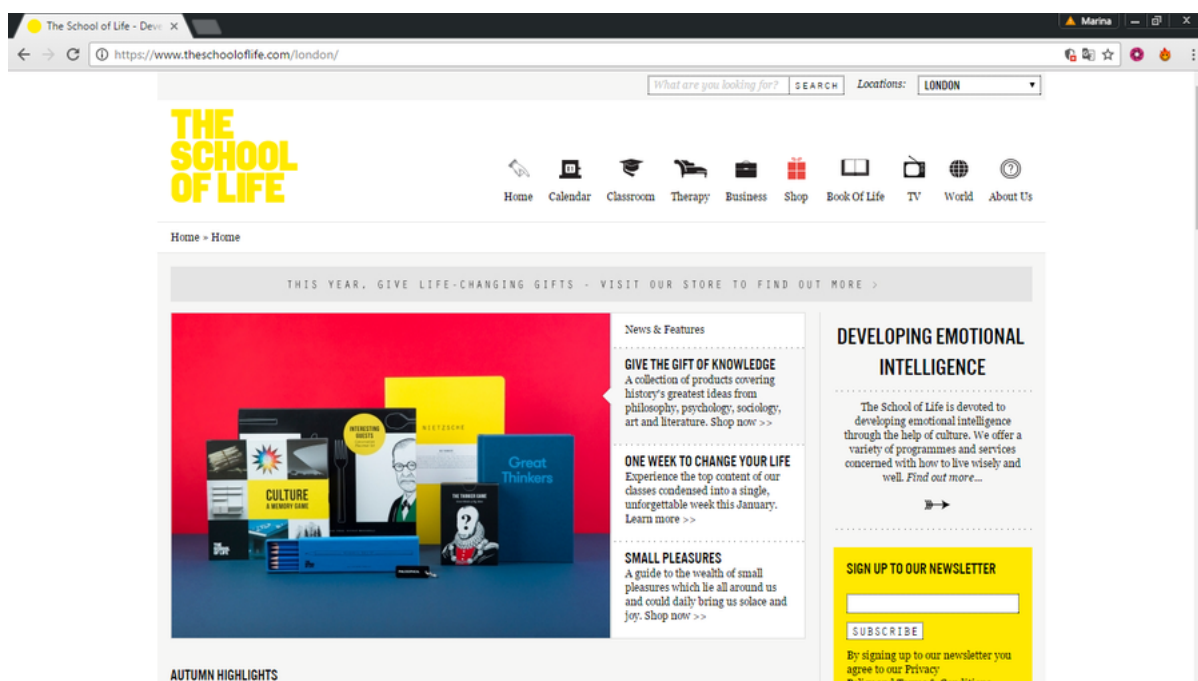 The School of Life - Deve
Marina
https://www.theschooloflife.com/london/
What are you looking for?
SEARCH
Locations:
LONDON
THE
SCHOOL
OF LIFE
Home
Calendar
Classroom
Therapy
Business
Shop
Book Of Life
TV
World
About Us
Home » Home
THIS YEAR, GIVE LIFE-CHANGING GIFTS - VISIT OUR STORE TO FIND OUT MORE >
INTERESTING
GUESTS
NIETZSCHE
Great
Thinkers
CULTURE
A MEMORY GAME
THE THINKER GAME
?
THE
SCHOOL
OF LIFE
News & Features
GIVE THE GIFT OF KNOWLEDGE
A collection of products covering
history's greatest ideas from
philosophy, psychology, sociology,
art and literature. Shop now >>
ONE WEEK TO CHANGE YOUR LIFE
Experience the top content of our
classes condensed into a single,
unforgettable week this January.
Learn more >>
SMALL PLEASURES
A guide to the wealth of small
pleasures which lie all around us
and could daily bring us solace and
joy. Shop now >>
DEVELOPING EMOTIONAL
INTELLIGENCE
The School of Life is devoted to
developing emotional intelligence
through the help of culture. We offer a
variety of programmes and services
concerned with how to live wisely and
well. Find out more...
SIGN UP TO OUR NEWSLETTER
SUBSCRIBE
By signing up to our newsletter you
agree to our Privacy
AUTUMN HIGHLIGHTS